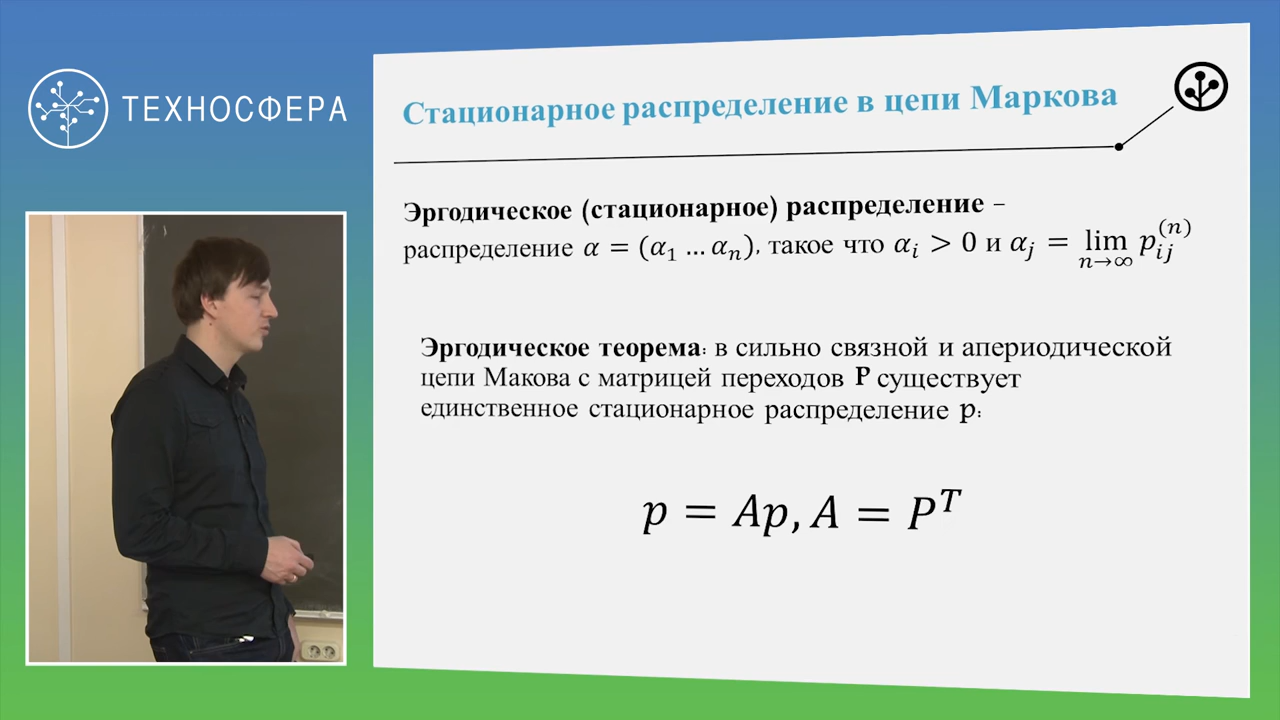 ТЕХНОСФЕРА
Стационарное распределение в цепи Маркова
Эргодическое (стационарное) распределение –
распределение α = (α₁ … αₙ), такое что αᵢ > 0 и αⱼ = lim n→∞ pᵢⱼ⁽ⁿ⁾
Эргодическое теорема: в сильно связной и апериодической
цепи Макова с матрицей переходов P существует
единственное стационарное распределение p:
p = Ap, A = Pᵀ